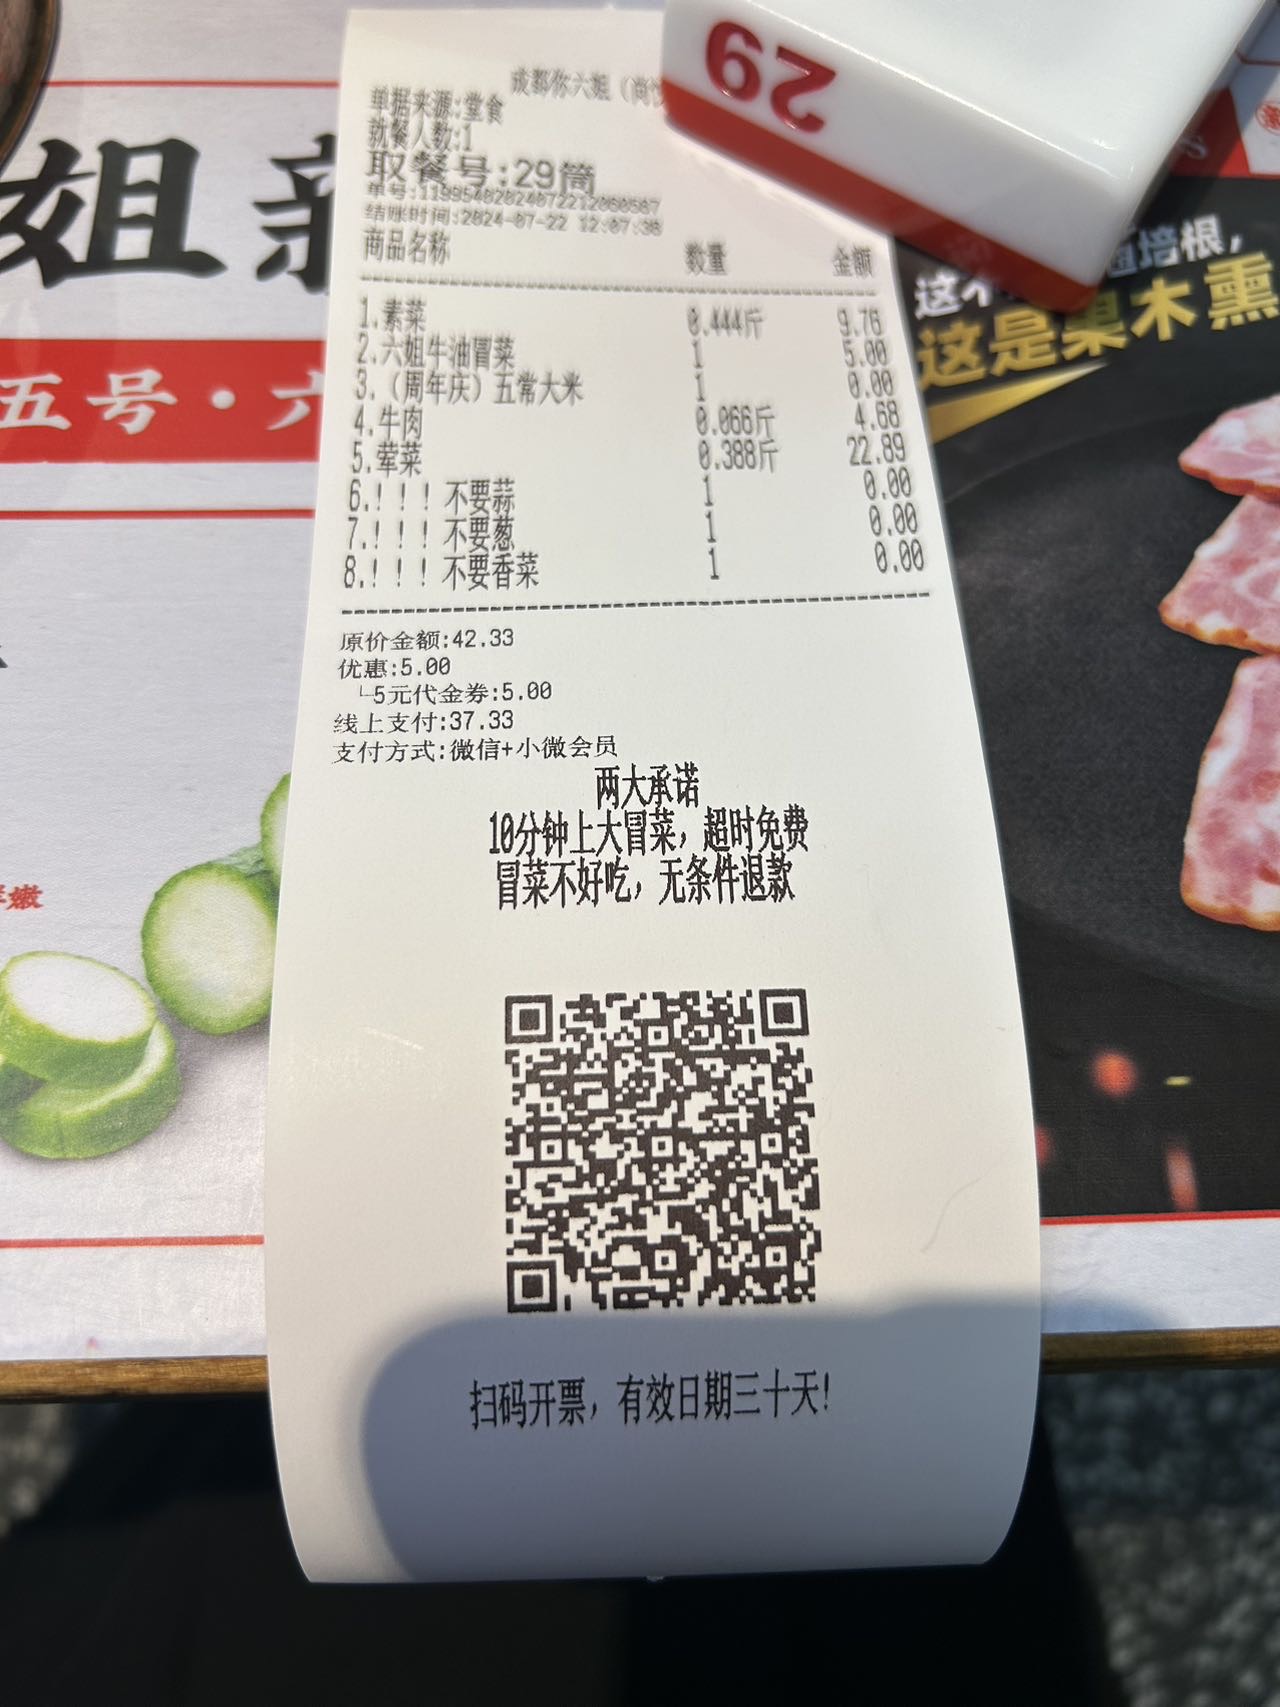 成都你六姐（尚
单据来源:堂食
就餐人数:1
取餐号:29筒
结账时间:2024-07-22 12:07:38
商品名称 数量 金额
1.素菜 0.444斤 9.76
2.六姐牛油冒菜 1 5.00
3.（周年庆）五常大米 1 0.00
4.牛肉 0.066斤 4.68
5.荤菜 0.388斤 22.89
6.！！！不要蒜 1 0.00
7.！！！不要葱 1 0.00
8.！！！不要香菜 1 0.00
原价金额:42.33
优惠:5.00
└5元代金券:5.00
线上支付:37.33
支付方式:微信+小微会员
两大承诺
10分钟上大冒菜，超时免费
冒菜不好吃，无条件退款
扫码开票，有效日期三十天!
29
姐
五号·六
嫩
通培根，
这不
这是果木熏